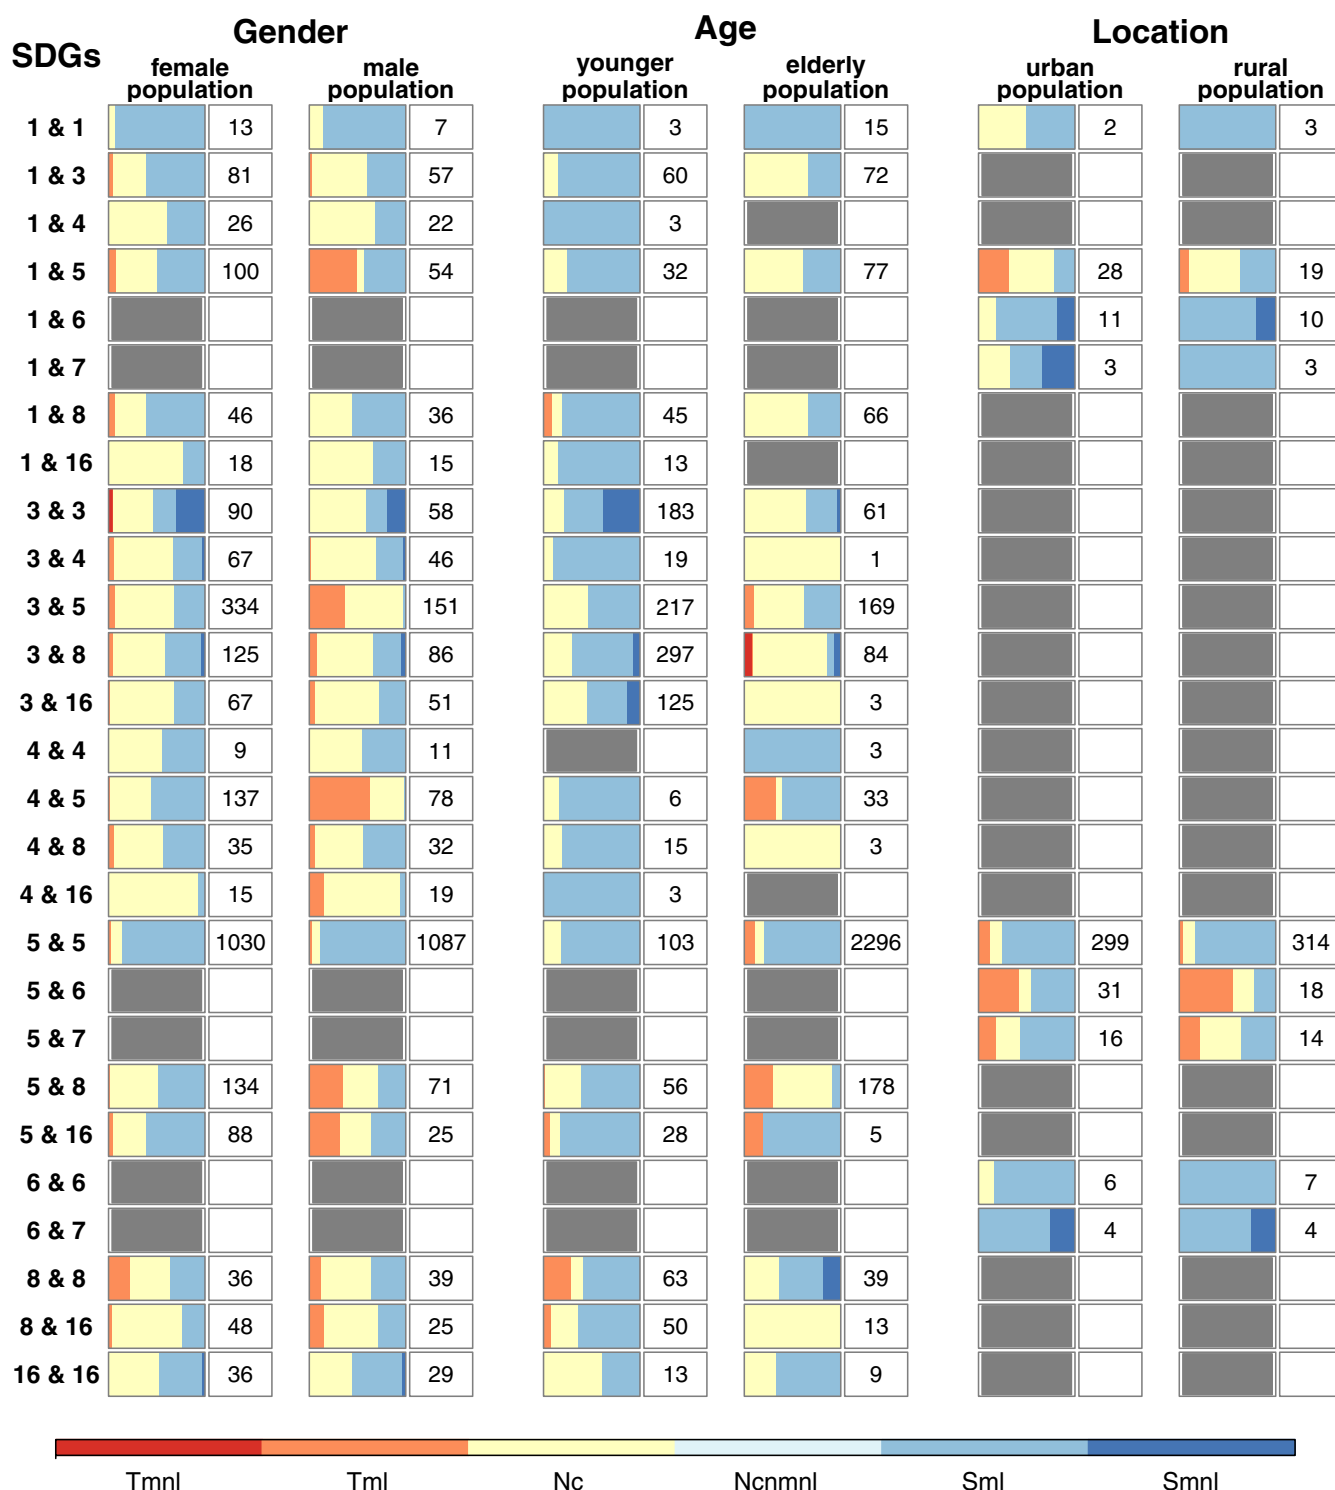 Gender Age Location
SDGs
female population male population younger population elderly population urban population rural population
1 & 1 13 7 3 15 2 3
1 & 3 81 57 60 72
1 & 4 26 22 3
1 & 5 100 54 32 77 28 19
1 & 6 11 10
1 & 7 3 3
1 & 8 46 36 45 66
1 & 16 18 15 13
3 & 3 90 58 183 61
3 & 4 67 46 19 1
3 & 5 334 151 217 169
3 & 8 125 86 297 84
3 & 16 67 51 125 3
4 & 4 9 11 3
4 & 5 137 78 6 33
4 & 8 35 32 15 3
4 & 16 15 19 3
5 & 5 1030 1087 103 2296 299 314
5 & 6 31 18
5 & 7 16 14
5 & 8 134 71 56 178
5 & 16 88 25 28 5
6 & 6 6 7
6 & 7 4 4
8 & 8 36 39 63 39
8 & 16 48 25 50 13
16 & 16 36 29 13 9
Tmnl Tml Nc Ncnmnl Sml Smnl